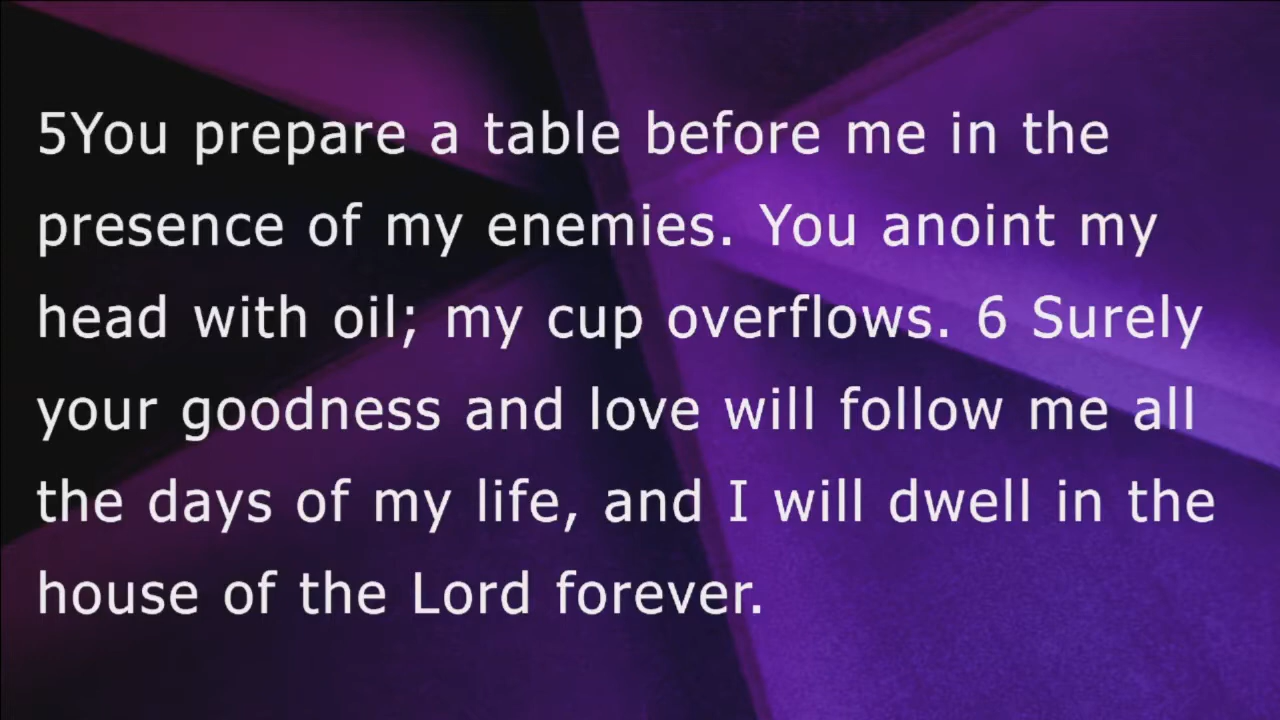 5You prepare a table before me in the
presence of my enemies. You anoint my
head with oil; my cup overflows. 6 Surely
your goodness and love will follow me all
the days of my life, and I will dwell in the
house of the Lord forever.